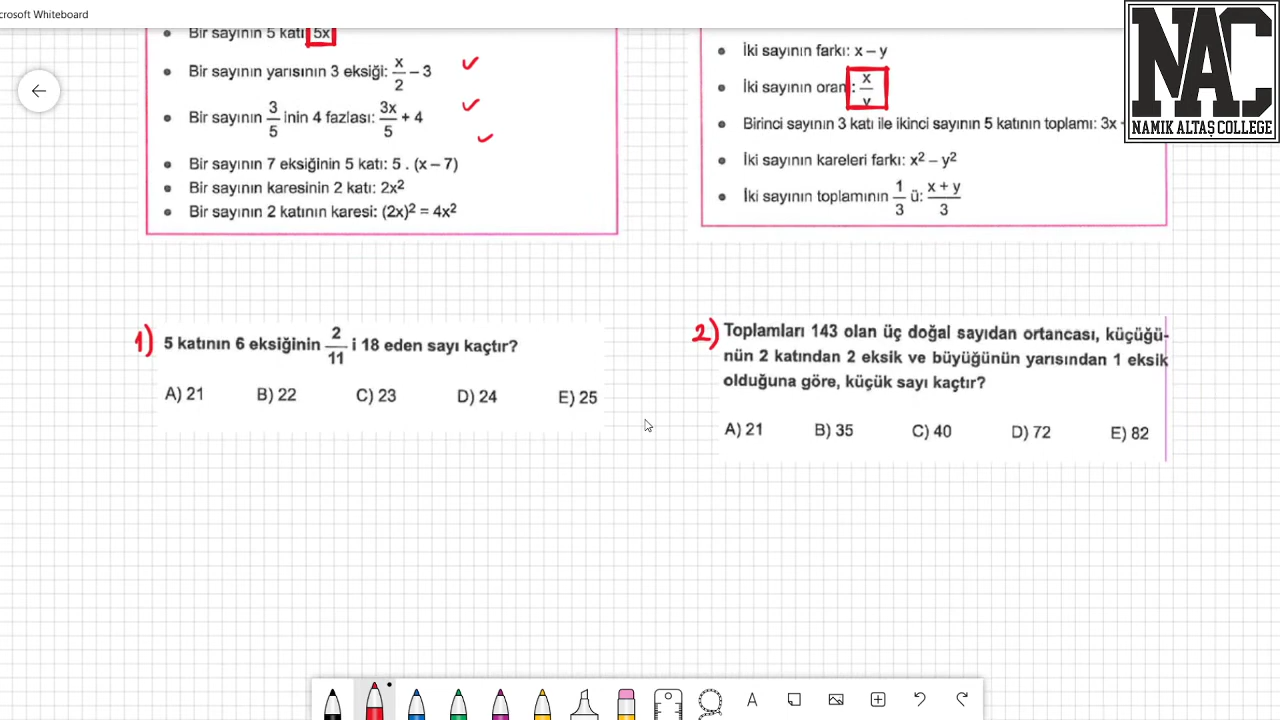 crosoft Whiteboard
NAC
NAMIK ALTAŞ COLLEGE
Bir sayının 5 katı 5x
Bir sayının yarısının 3 eksiği: x/2 – 3
Bir sayının 3/5 inin 4 fazlası: 3x/5 + 4
Bir sayının 7 eksiğinin 5 katı: 5 . (x – 7)
Bir sayının karesinin 2 katı: 2x²
Bir sayının 2 katının karesi: (2x)² = 4x²
İki sayının farkı: x – y
İki sayının oran : x/y
Birinci sayının 3 katı ile ikinci sayının 5 katının toplamı: 3x
İki sayının kareleri farkı: x² – y²
İki sayının toplamının 1/3 ü: x + y/3
1) 5 katının 6 eksiğinin 2/11 i 18 eden sayı kaçtır?
A) 21 B) 22 C) 23 D) 24 E) 25
2) Toplamları 143 olan üç doğal sayıdan ortancası, küçüğü-
nün 2 katından 2 eksik ve büyüğünün yarısından 1 eksik
olduğuna göre, küçük sayı kaçtır?
A) 21 B) 35 C) 40 D) 72 E) 82